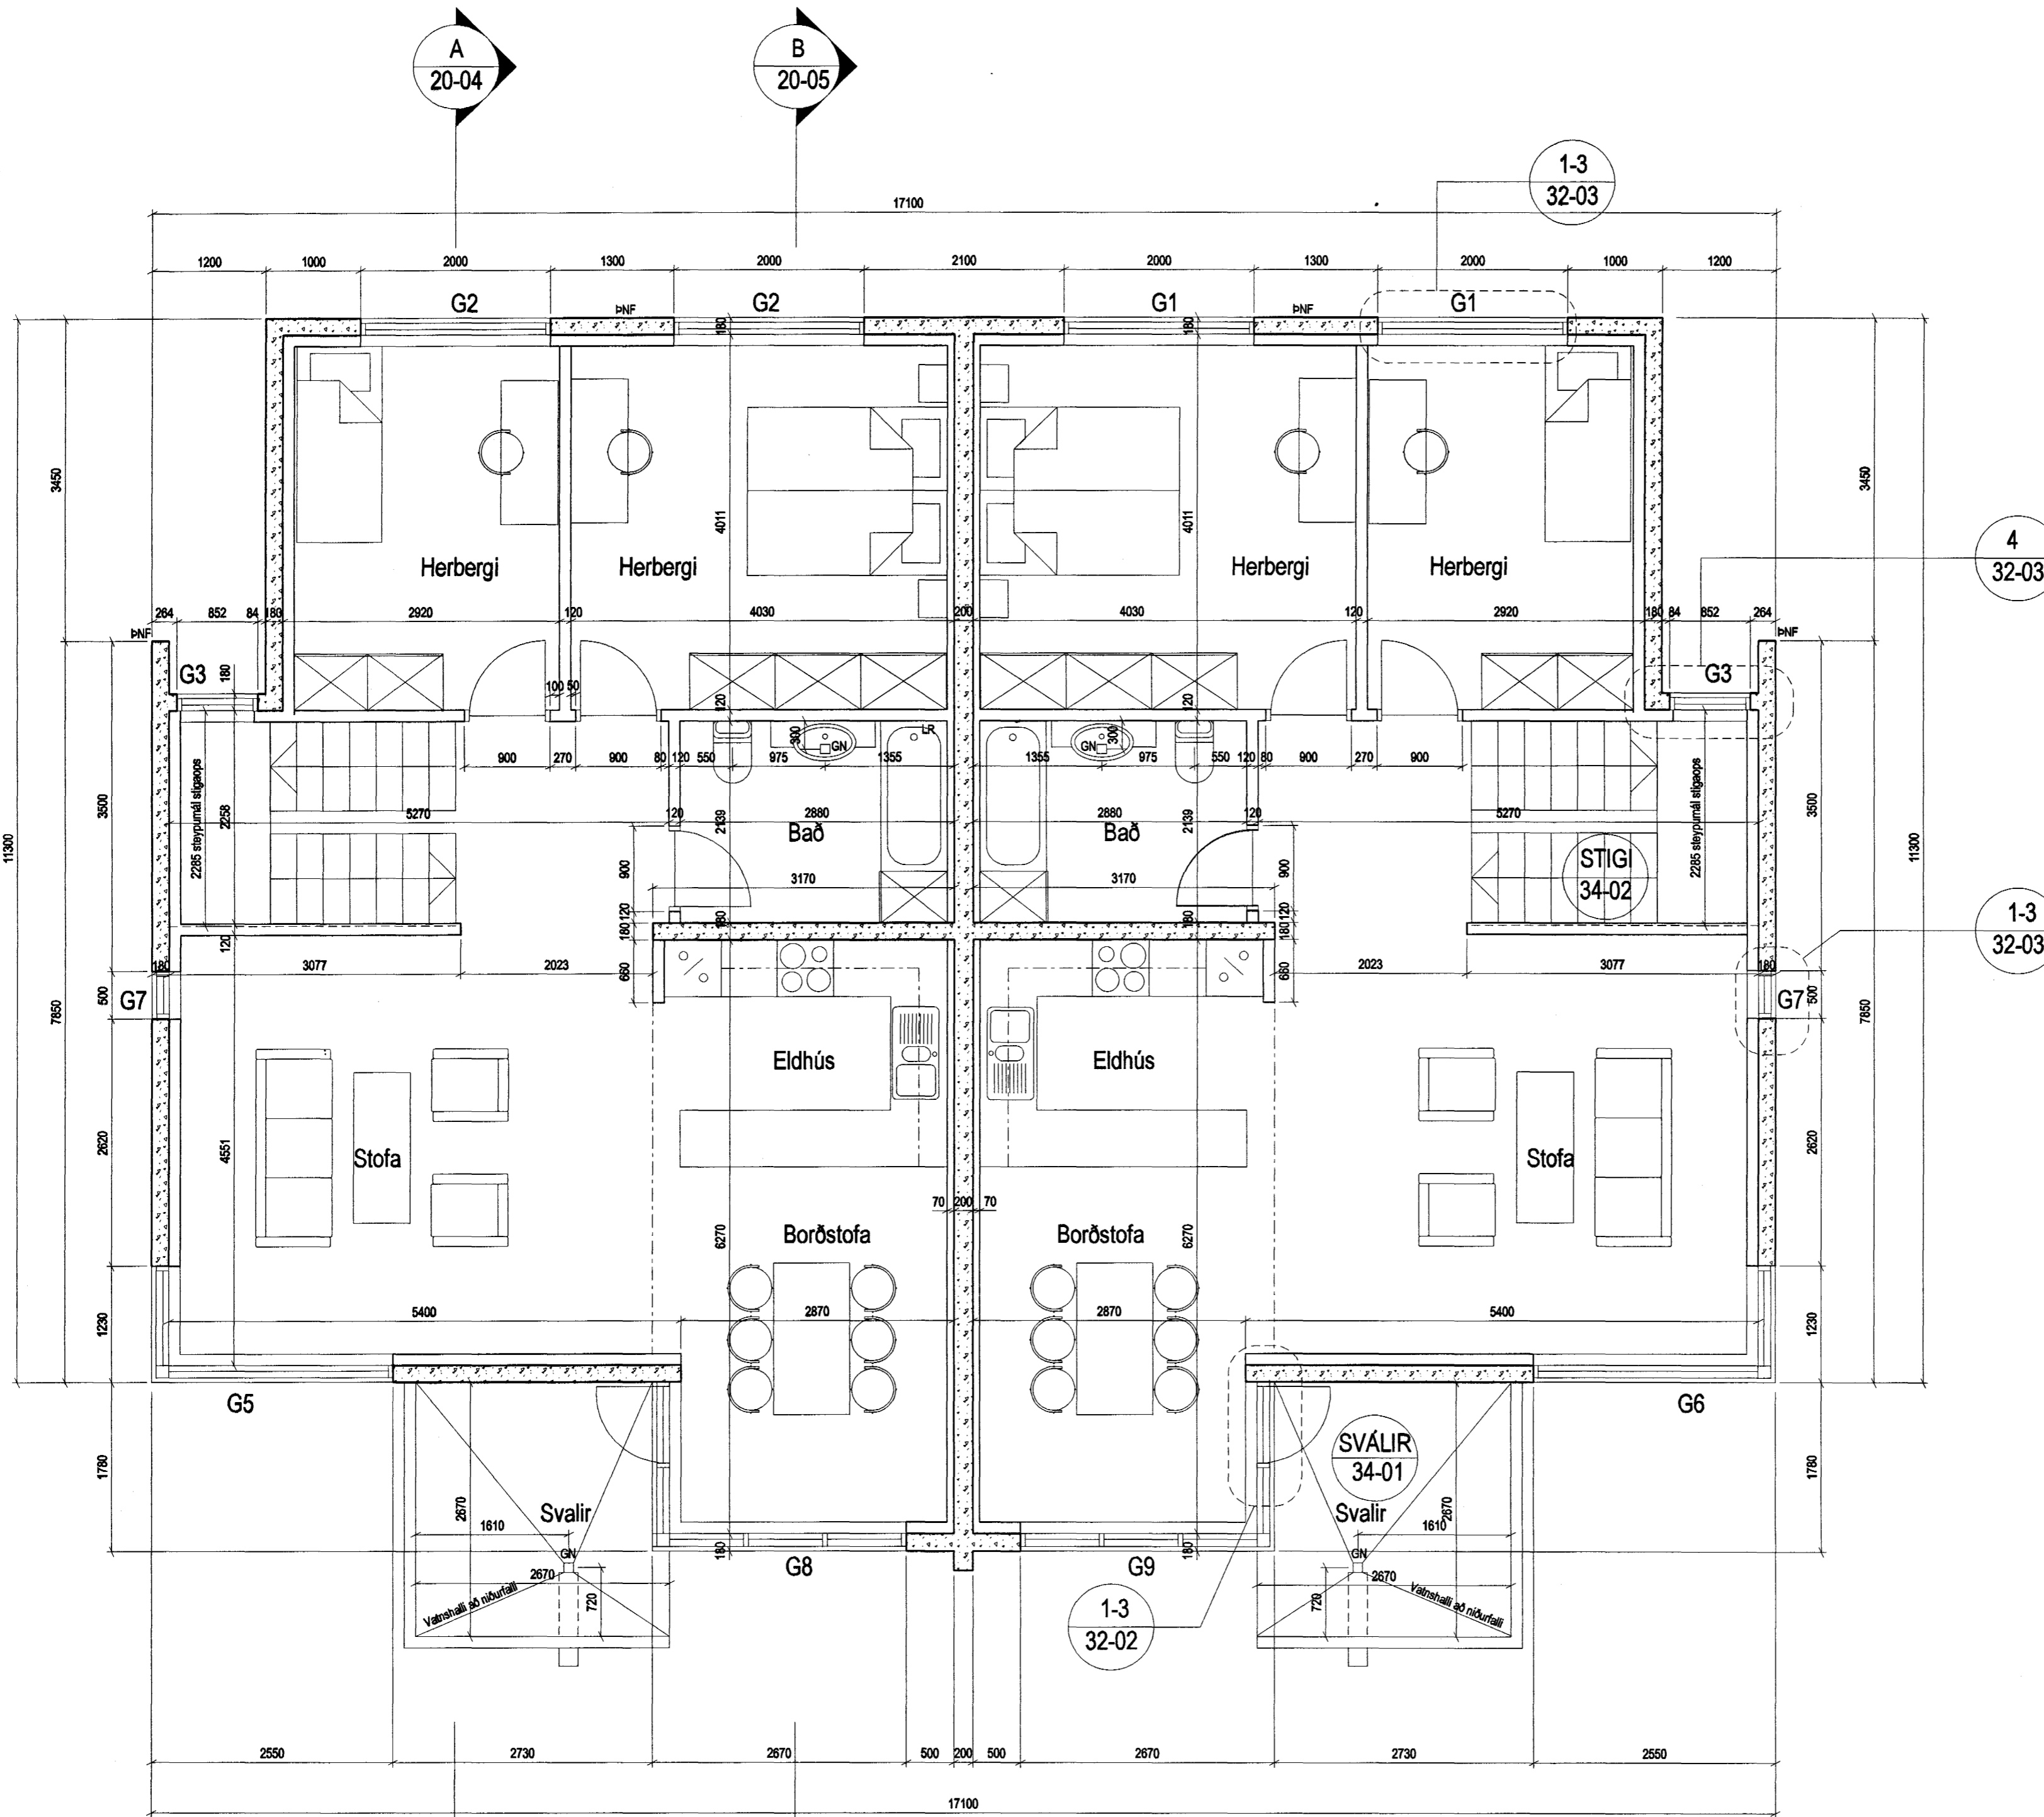 A
20-04
B
20-05
1-3
32-03
17100
1200 1000 2000 1300 2000 2100 2000 1300 2000 1000 1200
G2 ÞNF G2 G1 ÞNF G1
180 180
11300 3450 4011 4011 3450 11300
4
32-03
Herbergi Herbergi Herbergi Herbergi
264 852 84 180 2920 120 4030 200 4030 120 2920 180 84 852 264
ÞNF ÞNF
G3 180 G3
100 50
120 120
300 LR 300
GN GN
900 270 900 80 120 550 975 1355 1355 975 550 120 80 900 270 900
3500 2285 steypumál stigaops 2258 2285 steypumál stigaops 3500
5270 120 2880 2880 120 5270
2139 2139
Bað Bað
900 900
STIGI
34-02
3170 3170
120 180 180 120
180 180
1-3
32-03
120
180 3077 2023 660 660 2023 3077 180
G7 500 500 G7
7850 7850
Eldhús Eldhús
2620 4551 2620
Stofa Stofa
70 200 70
6270 6270
Borðstofa Borðstofa
1230 1230
5400 2870 2870 5400
G5 G6
SVALIR
34-01
1780 2670 2670 1780
Svalir Svalir
1610 1610
GN 180 180 GN
G8 G9
2670 2670
Vatnshalli að niðurfalli 720 720 Vatnshalli að niðurfalli
1-3
32-02
2550 2730 2670 500 200 500 2670 2730 2550
17100